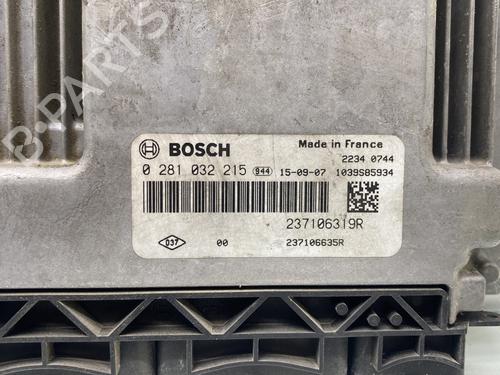 B-PARTS
BOSCH
Made in France
2234 0744
0 281 032 215 944 15-09-07 1039S85934
237106319R
037 00 237106635R